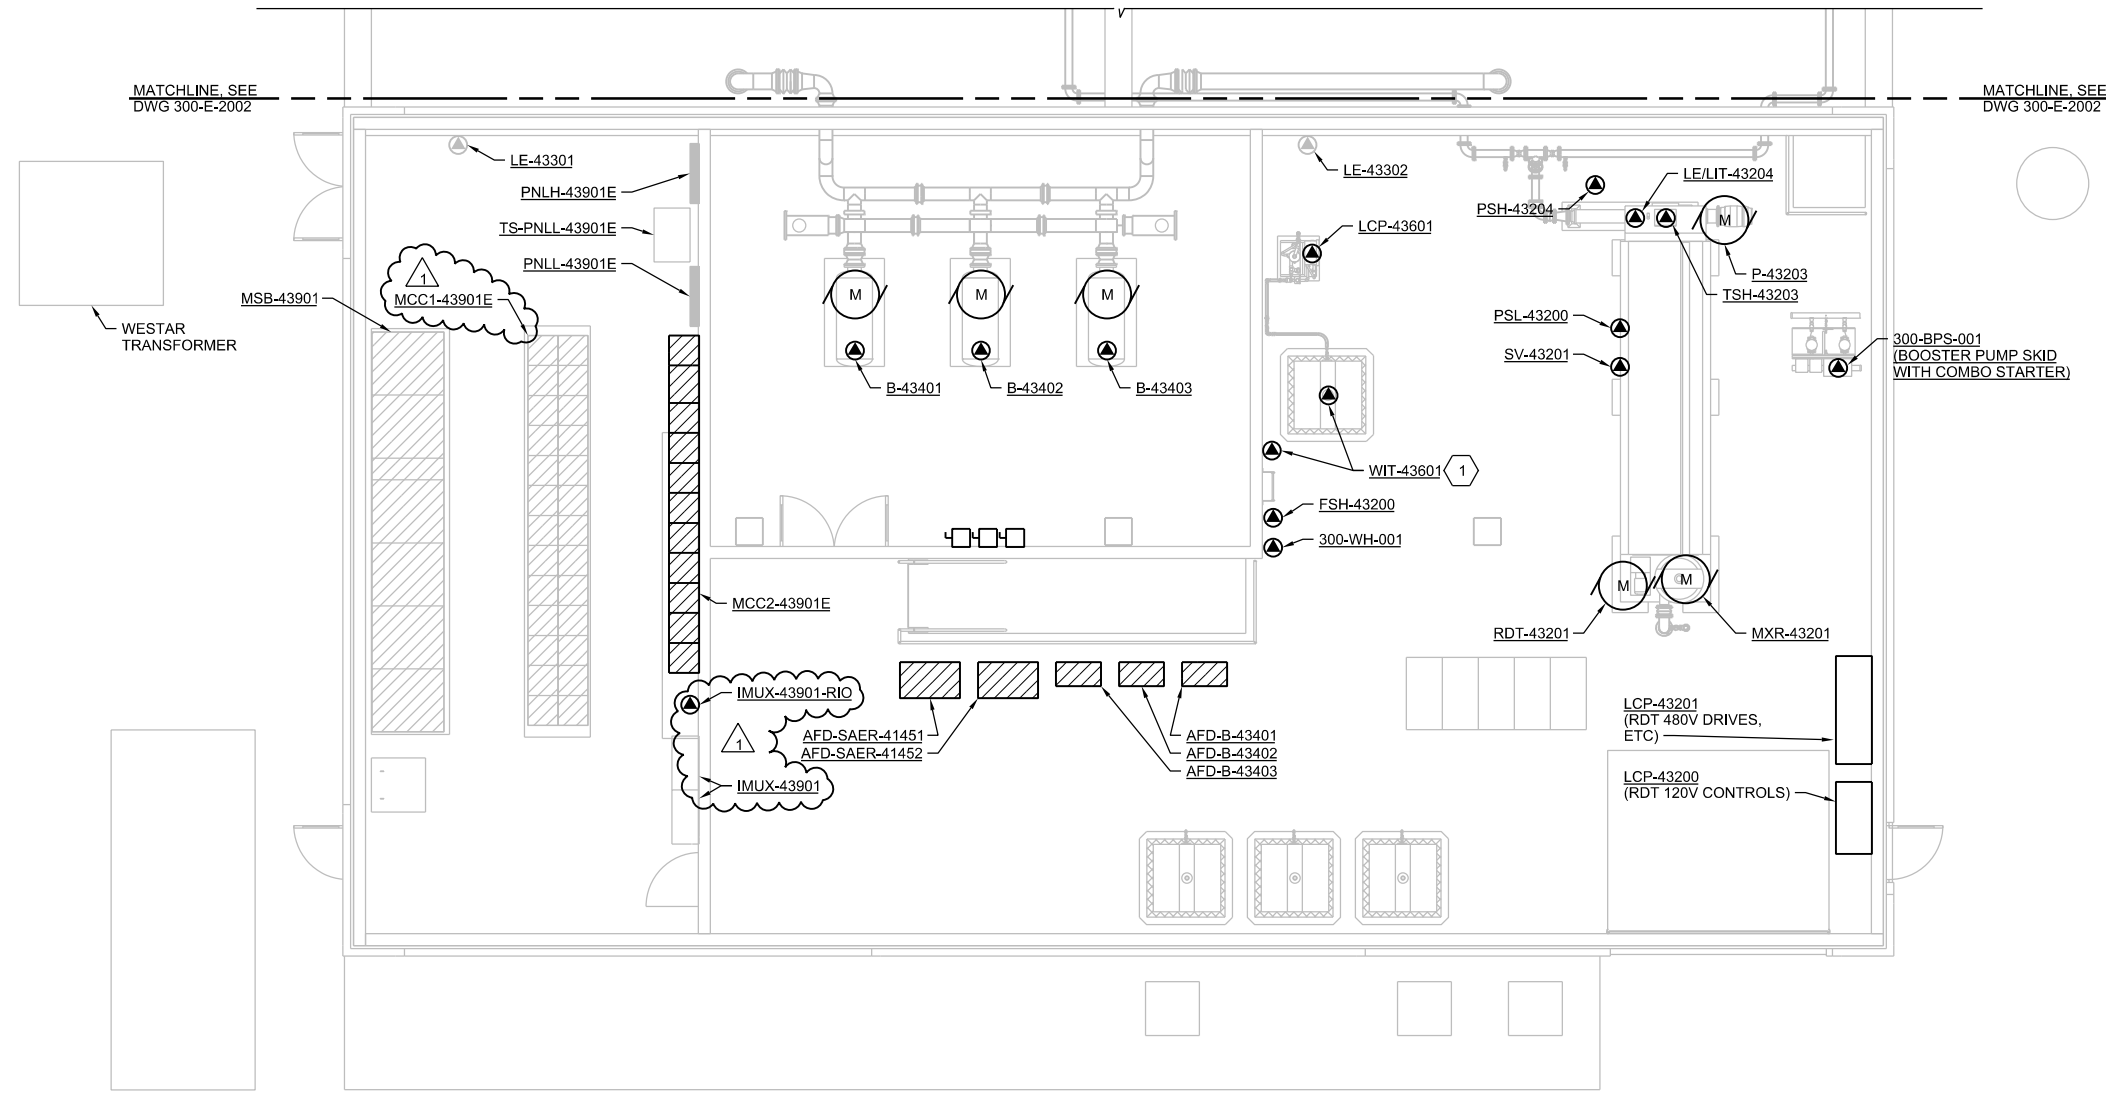 MATCHLINE, SEE
DWG 300-E-2002
MATCHLINE, SEE
DWG 300-E-2002
LE-43301
PNLH-43901E
TS-PNLL-43901E
PNLL-43901E
1
MCC1-43901E
MSB-43901
WESTAR
TRANSFORMER
M
M
M
B-43401
B-43402
B-43403
LE-43302
LCP-43601
PSH-43204
LE/LIT-43204
M
P-43203
TSH-43203
PSL-43200
SV-43201
300-BPS-001
(BOOSTER PUMP SKID
WITH COMBO STARTER)
WIT-43601
1
FSH-43200
300-WH-001
MCC2-43901E
M
M
RDT-43201
MXR-43201
IMUX-43901-RIO
1
IMUX-43901
AFD-SAER-41451
AFD-SAER-41452
AFD-B-43401
AFD-B-43402
AFD-B-43403
LCP-43201
(RDT 480V DRIVES,
ETC)
LCP-43200
(RDT 120V CONTROLS)